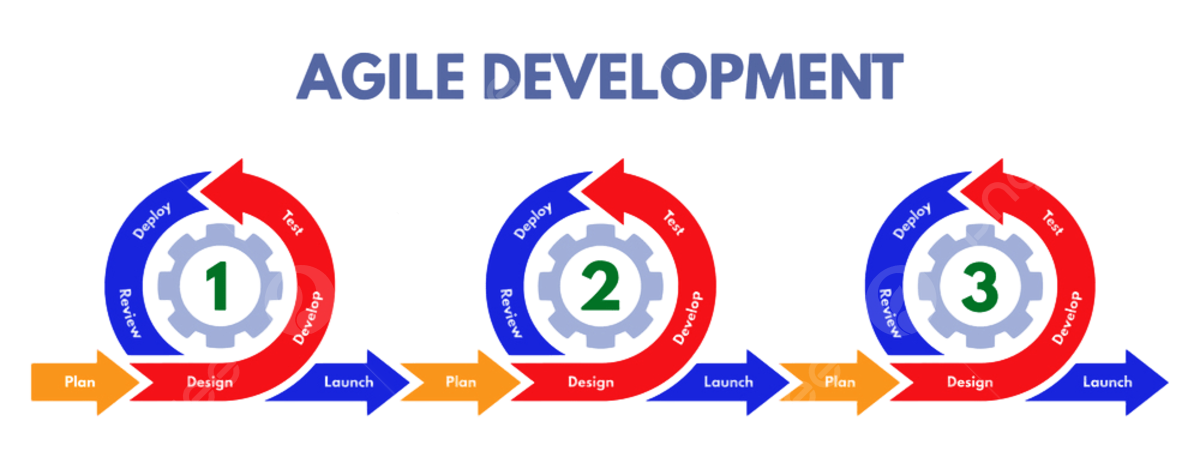 AGILE DEVELOPMENT
Plan
Design
Develop
Test
1
Deploy
Review
Launch
Plan
Design
Develop
Test
2
Deploy
Review
Launch
Plan
Design
Develop
Test
3
Deploy
Review
Launch